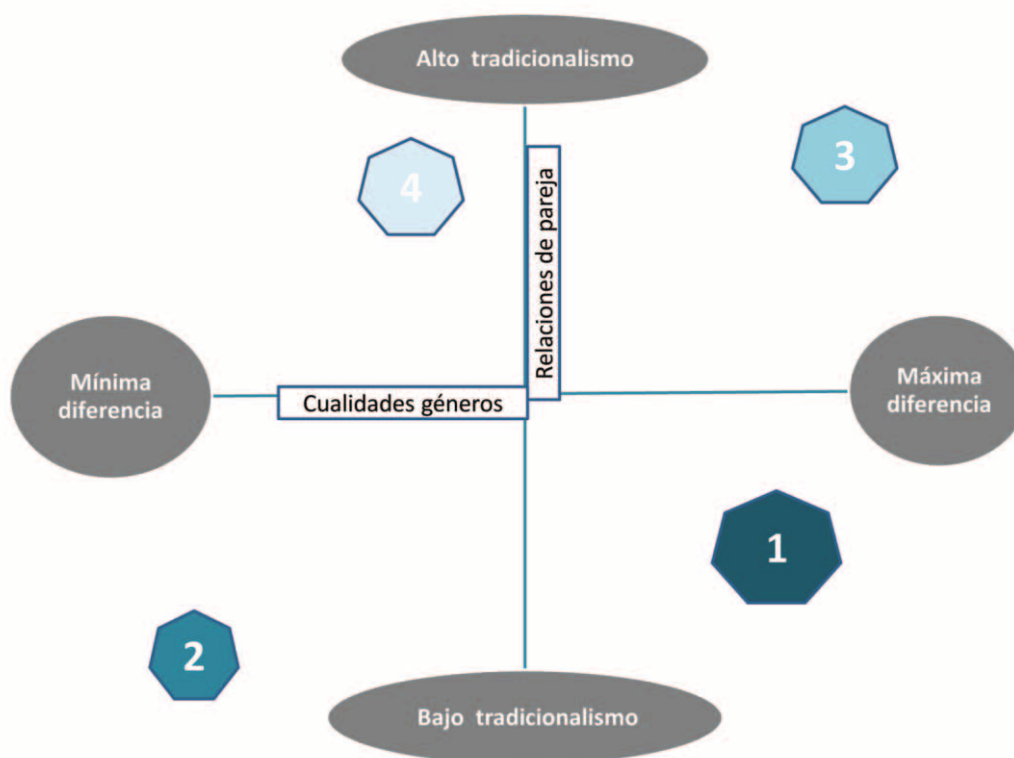 Alto tradicionalismo
4
3
Relaciones de pareja
Mínima
diferencia
Cualidades géneros
Máxima
diferencia
1
2
Bajo tradicionalismo